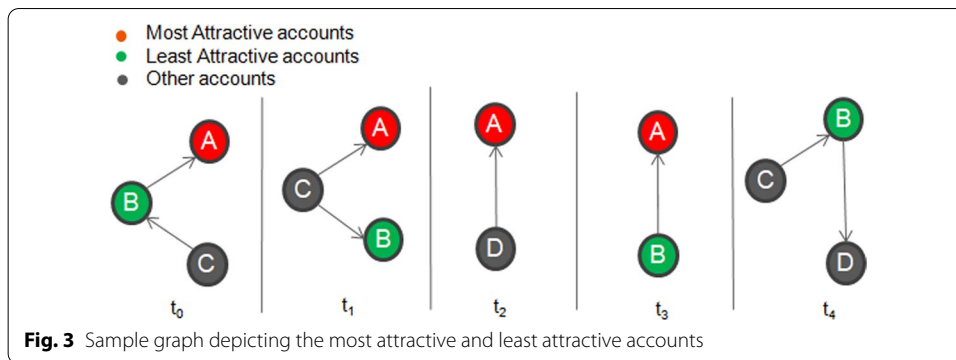 Most Attractive accounts
Least Attractive accounts
Other accounts
A
B
C
t0
A
C
B
t1
A
D
t2
A
B
t3
B
C
D
t4
Fig. 3 Sample graph depicting the most attractive and least attractive accounts